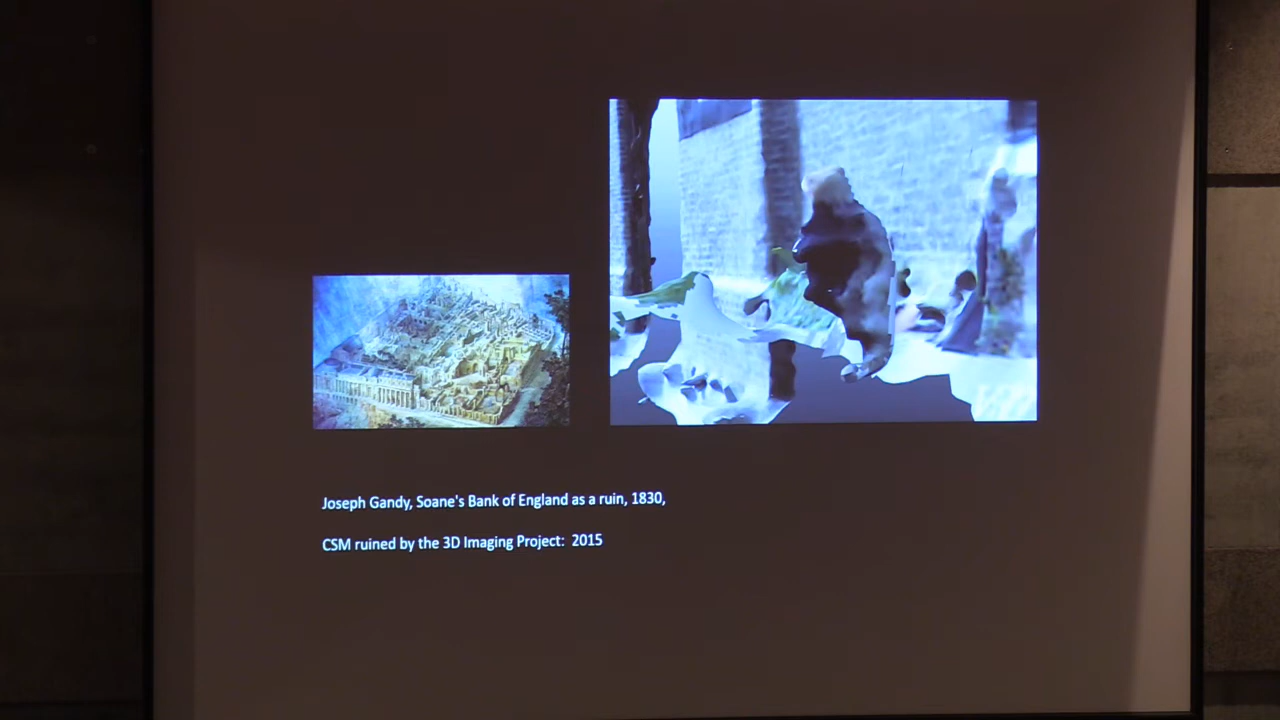 Joseph Gandy, Soane's Bank of England as a ruin, 1830,
CSM ruined by the 3D Imaging Project: 2015